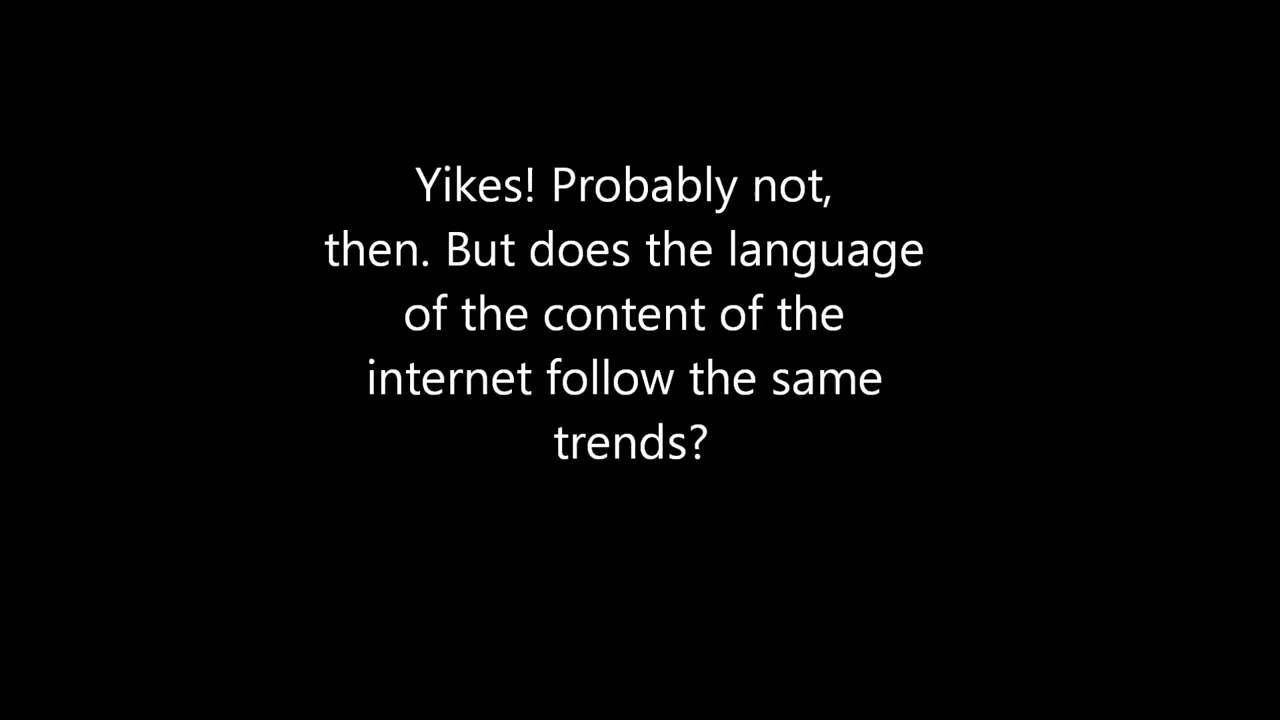 Yikes! Probably not,
then. But does the language
of the content of the
internet follow the same
trends?